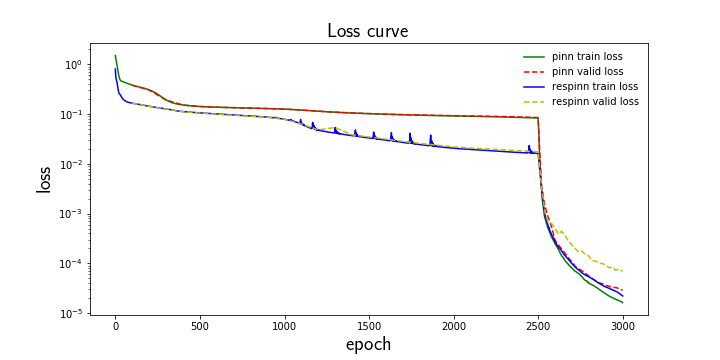 Loss curve
pinn train loss
pinn valid loss
respinn train loss
respinn valid loss
loss
10⁰
10⁻¹
10⁻²
10⁻³
10⁻⁴
10⁻⁵
0 500 1000 1500 2000 2500 3000
epoch